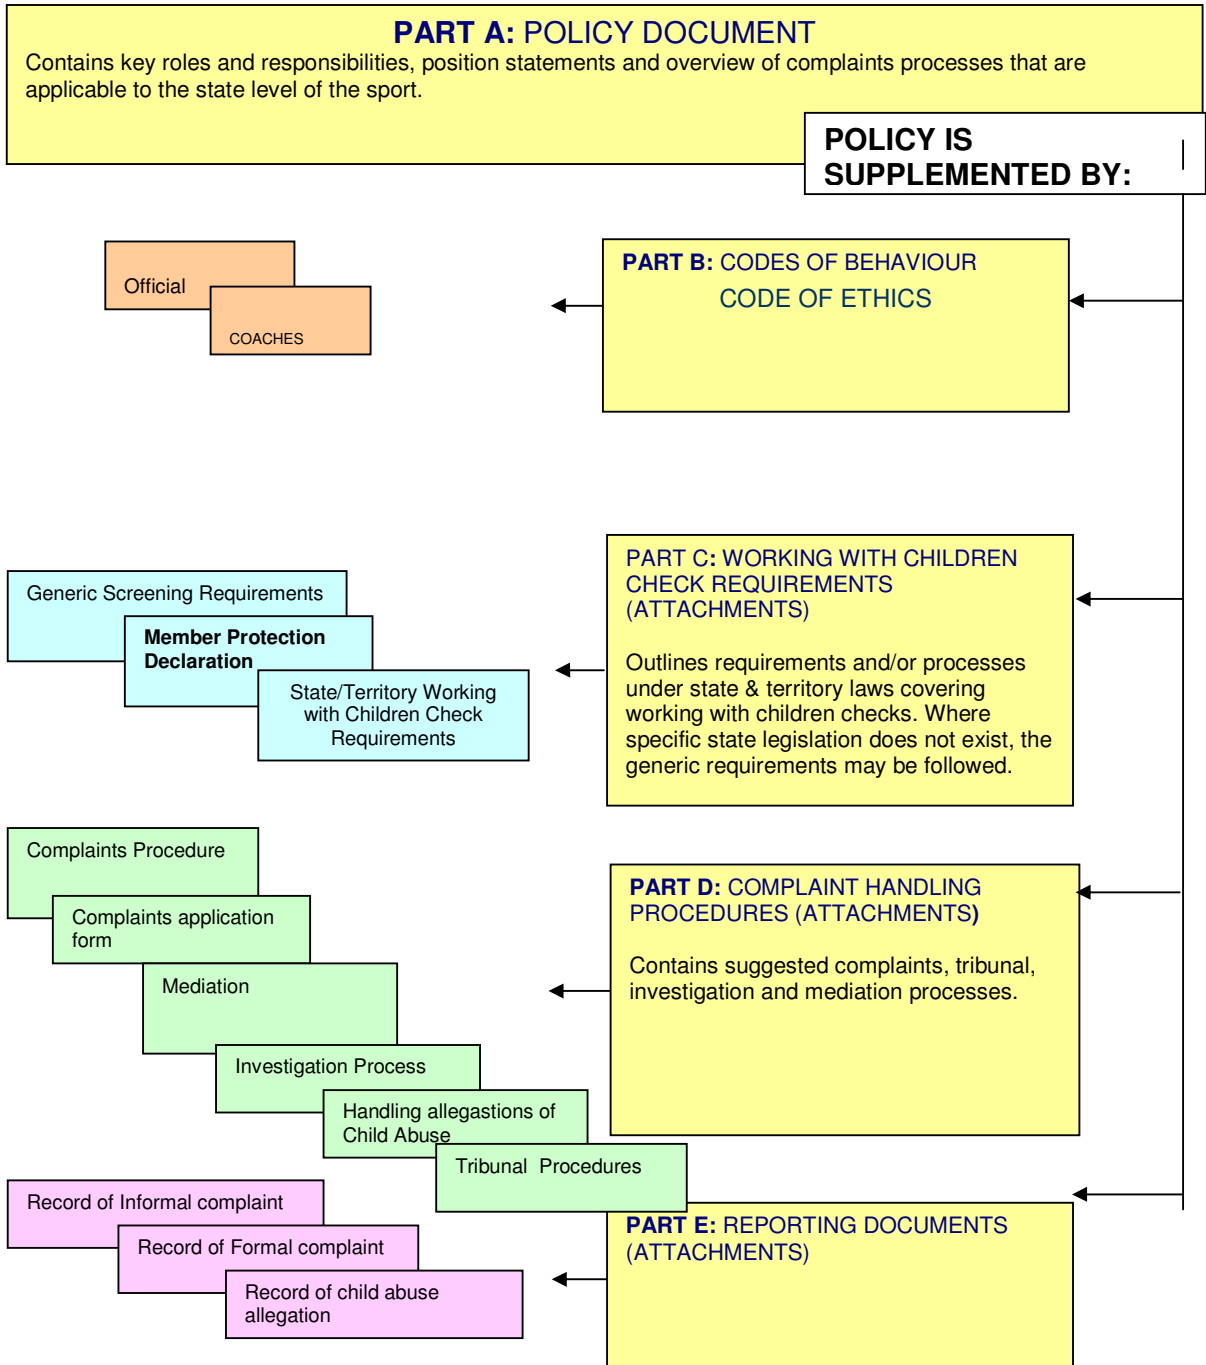 PART A: POLICY DOCUMENT
Contains key roles and responsibilities, position statements and overview of complaints processes that are
applicable to the state level of the sport.
POLICY IS
SUPPLEMENTED BY:
PART B: CODES OF BEHAVIOUR
CODE OF ETHICS
Official
COACHES
PART C: WORKING WITH CHILDREN
CHECK REQUIREMENTS
(ATTACHMENTS)
Outlines requirements and/or processes
under state & territory laws covering
working with children checks. Where
specific state legislation does not exist, the
generic requirements may be followed.
Generic Screening Requirements
Member Protection
Declaration
State/Territory Working
with Children Check
Requirements
PART D: COMPLAINT HANDLING
PROCEDURES (ATTACHMENTS)
Contains suggested complaints, tribunal,
investigation and mediation processes.
Complaints Procedure
Complaints application
form
Mediation
Investigation Process
Handling allegastions of
Child Abuse
Tribunal Procedures
PART E: REPORTING DOCUMENTS
(ATTACHMENTS)
Record of Informal complaint
Record of Formal complaint
Record of child abuse
allegation